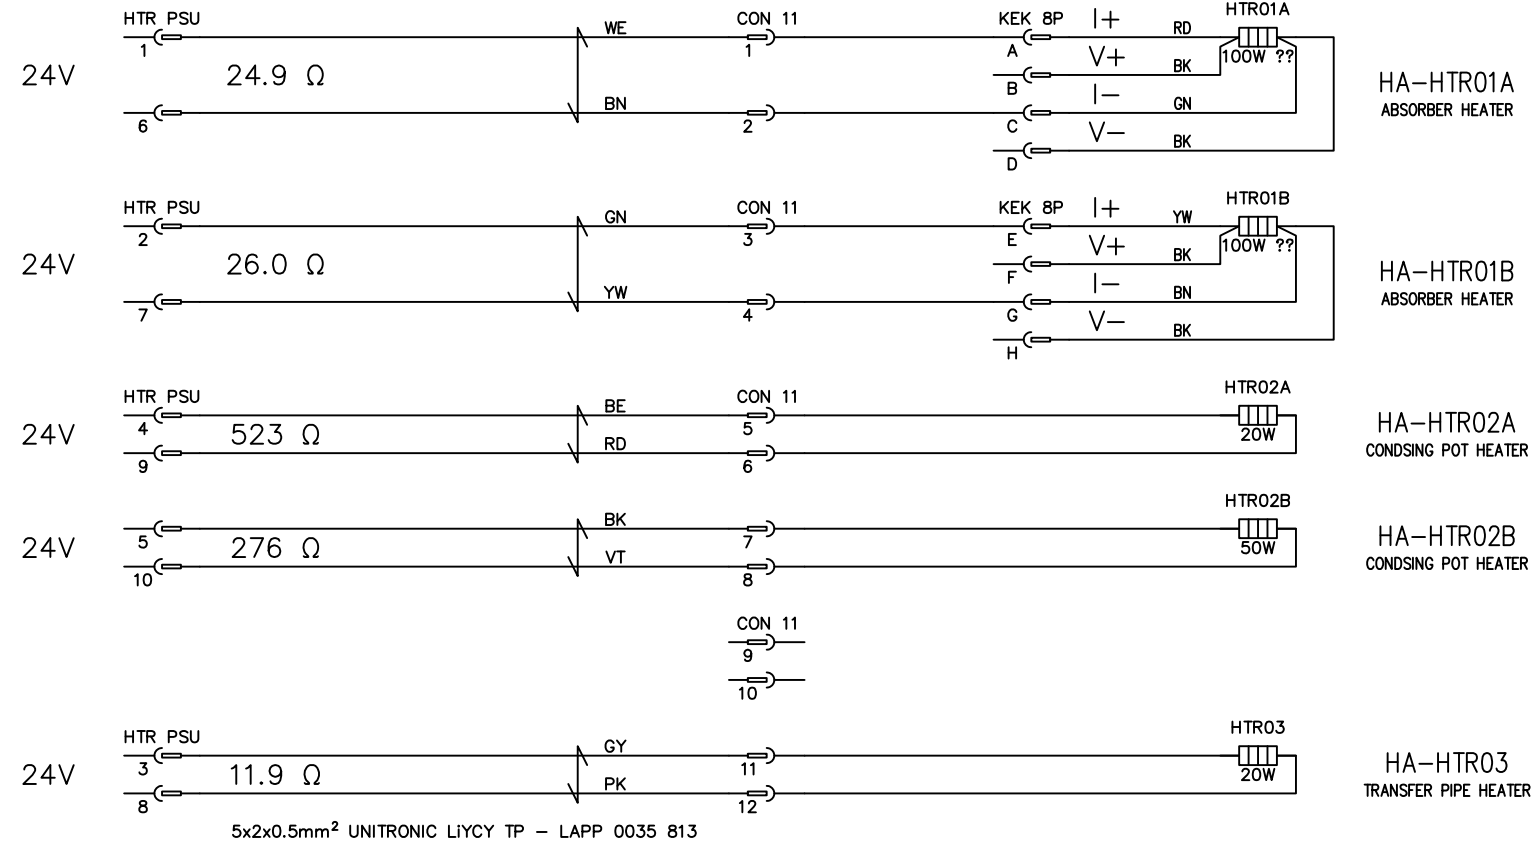 HTR PSU CON 11 KEK 8P I+ HTR01A
WE RD
1 1 A V+ 100W ??
24V 24.9 Ω BK HA-HTR01A
B I- ABSORBER HEATER
BN GN
6 2 C V-
BK
D
HTR PSU CON 11 KEK 8P I+ HTR01B
GN YW
2 3 E V+ 100W ??
24V 26.0 Ω BK HA-HTR01B
F I- ABSORBER HEATER
YW BN
7 4 G V-
BK
H
HTR PSU CON 11 HTR02A
BE
4 5 20W
24V 523 Ω HA-HTR02A
RD CONDSING POT HEATER
9 6
HTR02B
BK
5 7 50W
24V 276 Ω HA-HTR02B
VT CONDSING POT HEATER
10 8
CON 11
9
10
HTR PSU HTR03
GY
3 11 20W
24V 11.9 Ω HA-HTR03
PK TRANSFER PIPE HEATER
8 12
5x2x0.5mm² UNITRONIC LiYCY TP - LAPP 0035 813